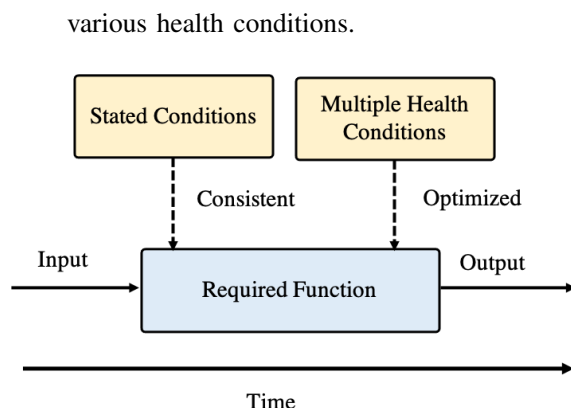 various health conditions.
Stated Conditions
Multiple Health
Conditions
Consistent
Optimized
Input
Required Function
Output
Time